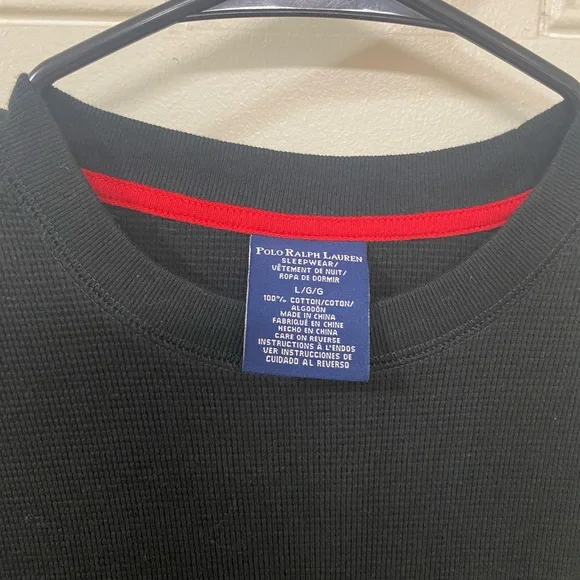 POLO RALPH LAUREN
SLEEPWEAR/
VÊTEMENT DE NUIT/
ROPA DE DORMIR
L/G/G
100% COTTON/COTON/
ALGODÓN
MADE IN CHINA
FABRIQUÉ EN CHINE
HECHO EN CHINA
CARE ON REVERSE
INSTRUCTIONS À L'ENDOS
VER INSTRUCCIONES DE
CUIDADO AL REVERSO